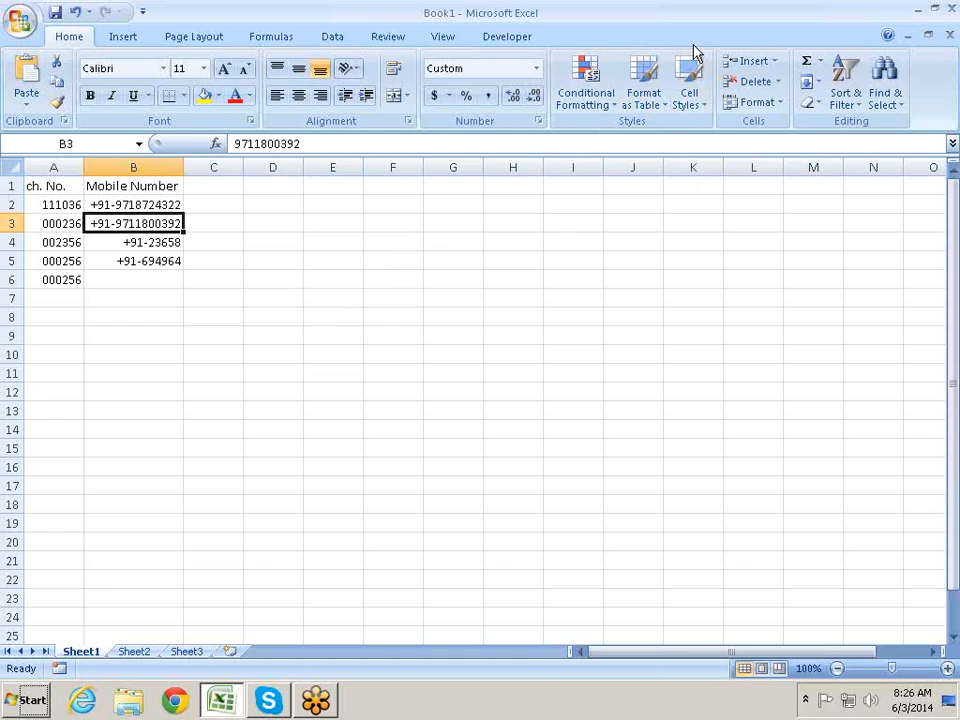 Book1 - Microsoft Excel
Home Insert Page Layout Formulas Data Review View Developer
Paste
Calibri 11
B I U
Custom
$ % ,
Conditional Formatting
Format as Table
Cell Styles
Insert
Delete
Format
Σ
Sort & Filter
Find & Select
Clipboard Font Alignment Number Styles Cells Editing
B3 fx 9711800392
A B C D E F G H I J K L M N O
1 ch. No. Mobile Number
2 111036 +91-9718724322
3 000236 +91-9711800392
4 002356 +91-23658
5 000256 +91-694964
6 000256
7
8
9
10
11
12
13
14
15
16
17
18
19
20
21
22
23
24
25
Sheet1 Sheet2 Sheet3
Ready 100%
Start
8:26 AM
6/3/2014